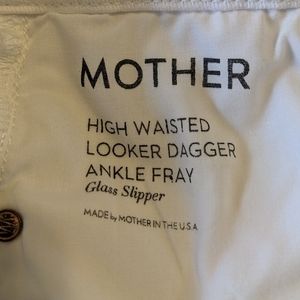 MOTHER
HIGH WAISTED
LOOKER DAGGER
ANKLE FRAY
Glass Slipper
MADE by MOTHER IN THE U.S.A.